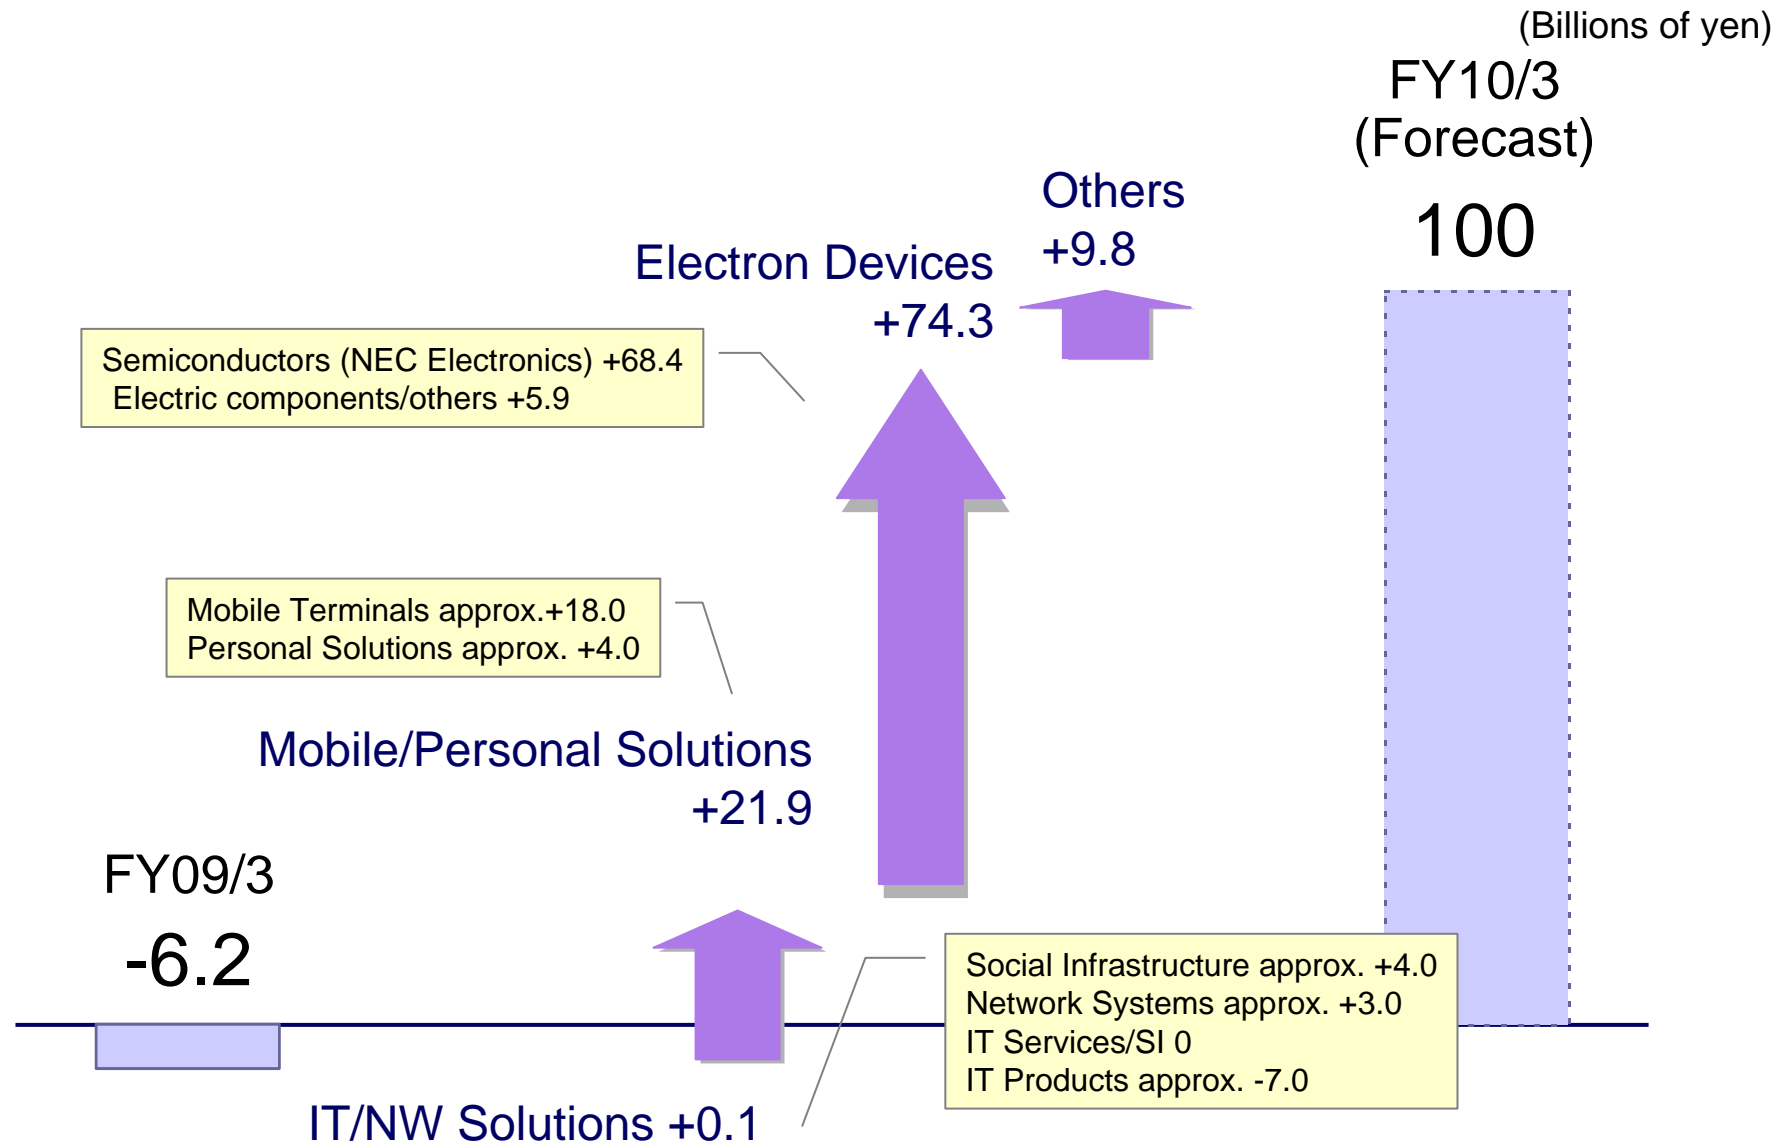 (Billions of yen)
FY10/3
(Forecast)
100
Others
+9.8
Electron Devices
+74.3
Semiconductors (NEC Electronics) +68.4
Electric components/others +5.9
Mobile Terminals approx.+18.0
Personal Solutions approx. +4.0
Mobile/Personal Solutions
+21.9
FY09/3
-6.2
Social Infrastructure approx. +4.0
Network Systems approx. +3.0
IT Services/SI 0
IT Products approx. -7.0
IT/NW Solutions +0.1